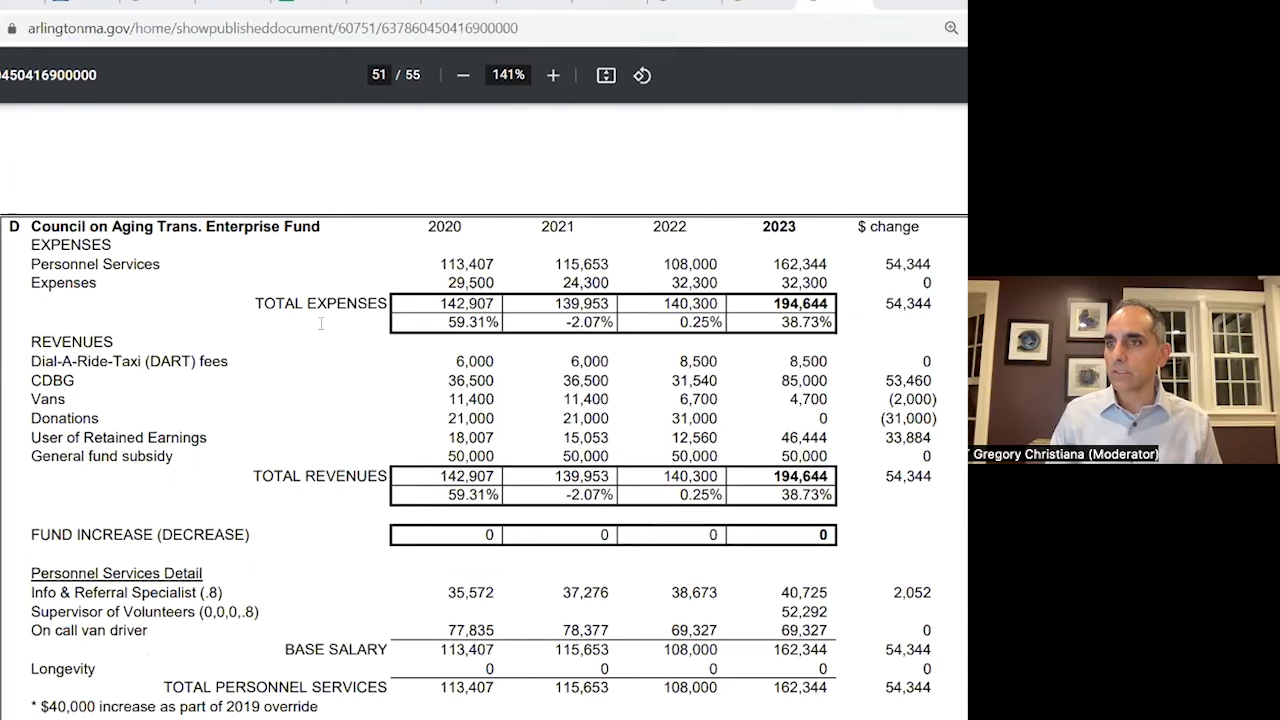 arlingtonma.gov/home/showpublisheddocument/60751/637860450416900000
0450416900000 51 / 55 141%
D Council on Aging Trans. Enterprise Fund 2020 2021 2022 2023 $ change
EXPENSES
Personnel Services 113,407 115,653 108,000 162,344 54,344
Expenses 29,500 24,300 32,300 32,300 0
TOTAL EXPENSES 142,907 139,953 140,300 194,644 54,344
59.31% -2.07% 0.25% 38.73%
REVENUES
Dial-A-Ride-Taxi (DART) fees 6,000 6,000 8,500 8,500 0
CDBG 36,500 36,500 31,540 85,000 53,460
Vans 11,400 11,400 6,700 4,700 (2,000)
Donations 21,000 21,000 31,000 0 (31,000)
User of Retained Earnings 18,007 15,053 12,560 46,444 33,884
General fund subsidy 50,000 50,000 50,000 50,000 0
TOTAL REVENUES 142,907 139,953 140,300 194,644 54,344
59.31% -2.07% 0.25% 38.73%
FUND INCREASE (DECREASE) 0 0 0 0
Personnel Services Detail
Info & Referral Specialist (.8) 35,572 37,276 38,673 40,725 2,052
Supervisor of Volunteers (0,0,0,.8) 52,292
On call van driver 77,835 78,377 69,327 69,327 0
BASE SALARY 113,407 115,653 108,000 162,344 54,344
Longevity 0 0 0 0 0
TOTAL PERSONNEL SERVICES 113,407 115,653 108,000 162,344 54,344
* $40,000 increase as part of 2019 override
Gregory Christiana (Moderator)